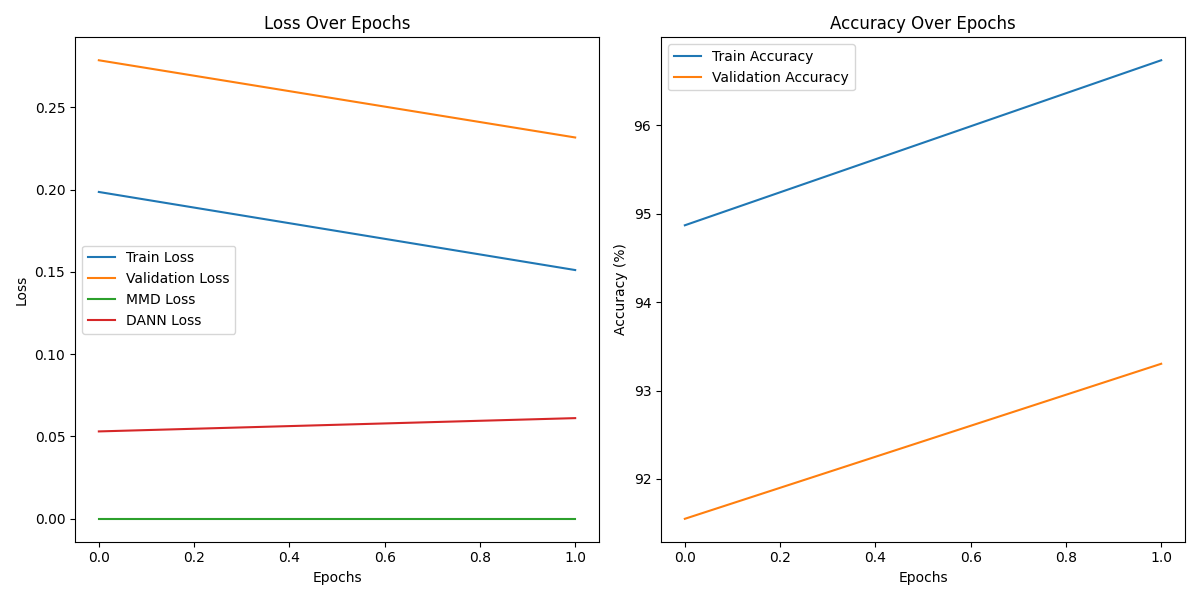 Loss Over Epochs
0.25
0.20
0.15
0.10
0.05
0.00
Loss
Train Loss
Validation Loss
MMD Loss
DANN Loss
0.0 0.2 0.4 0.6 0.8 1.0
Epochs
Accuracy Over Epochs
Train Accuracy
Validation Accuracy
96
95
94
93
92
Accuracy (%)
0.0 0.2 0.4 0.6 0.8 1.0
Epochs